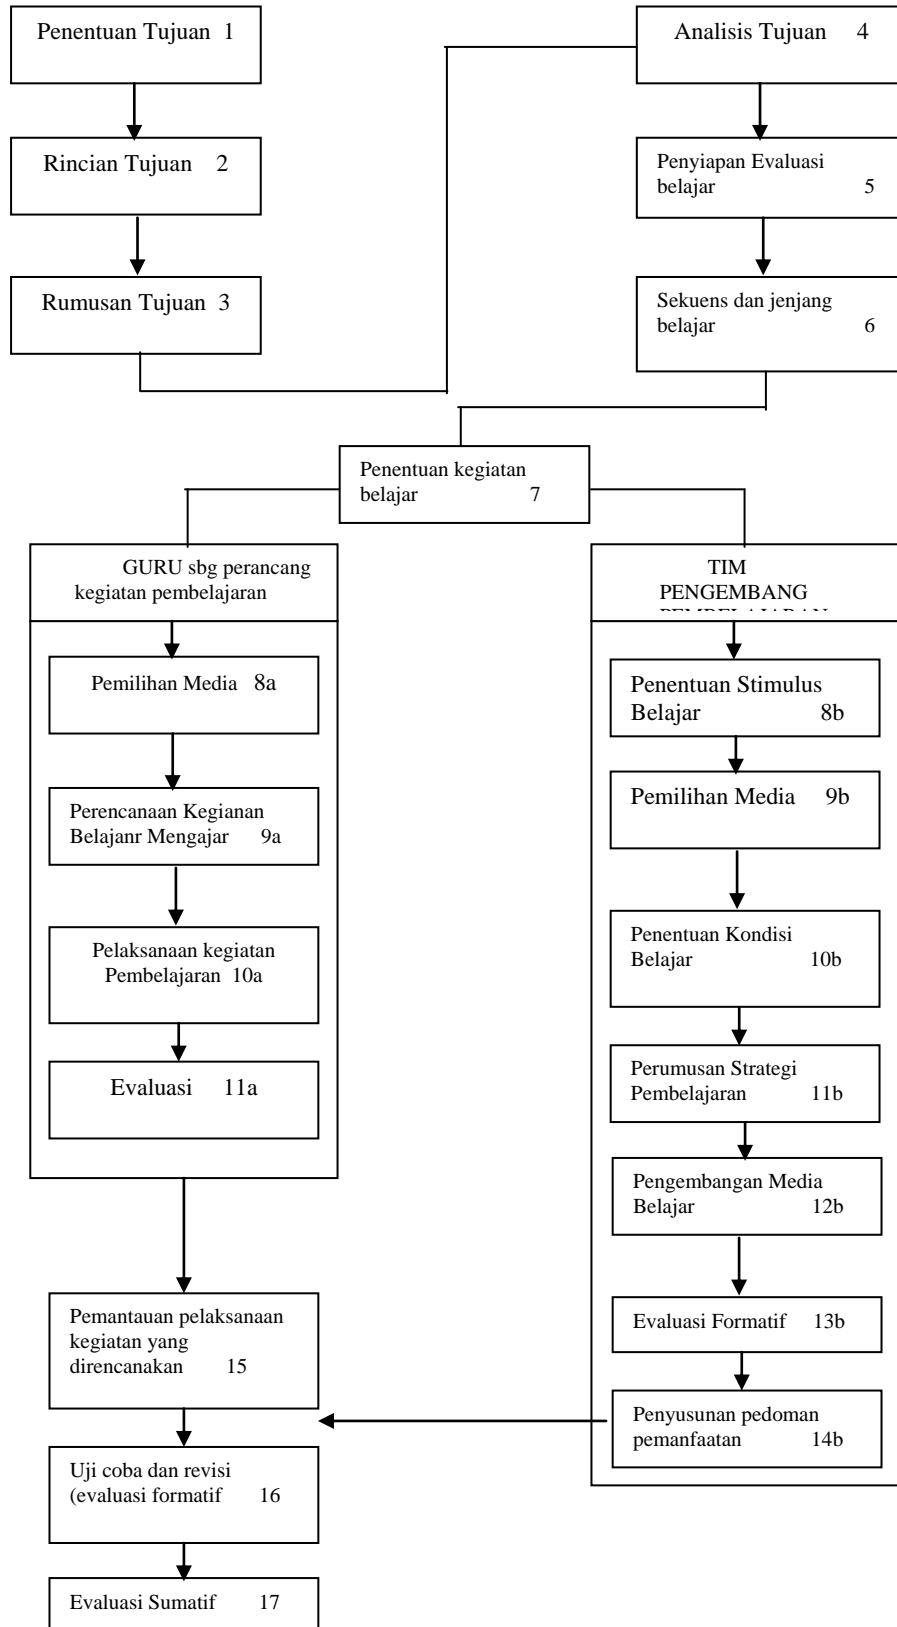 Penentuan Tujuan 1
Rincian Tujuan 2
Rumusan Tujuan 3
Analisis Tujuan 4
Penyiapan Evaluasi
belajar 5
Sekuens dan jenjang
belajar 6
Penentuan kegiatan
belajar 7
GURU sbg perancang
kegiatan pembelajaran
Pemilihan Media 8a
Perencanaan Kegianan
Belajanr Mengajar 9a
Pelaksanaan kegiatan
Pembelajaran 10a
Evaluasi 11a
TIM
PENGEMBANG
PEMBELAJARAN
Penentuan Stimulus
Belajar 8b
Pemilihan Media 9b
Penentuan Kondisi
Belajar 10b
Perumusan Strategi
Pembelajaran 11b
Pengembangan Media
Belajar 12b
Evaluasi Formatif 13b
Penyusunan pedoman
pemanfaatan 14b
Pemantauan pelaksanaan
kegiatan yang
direncanakan 15
Uji coba dan revisi
(evaluasi formatif 16
Evaluasi Sumatif 17